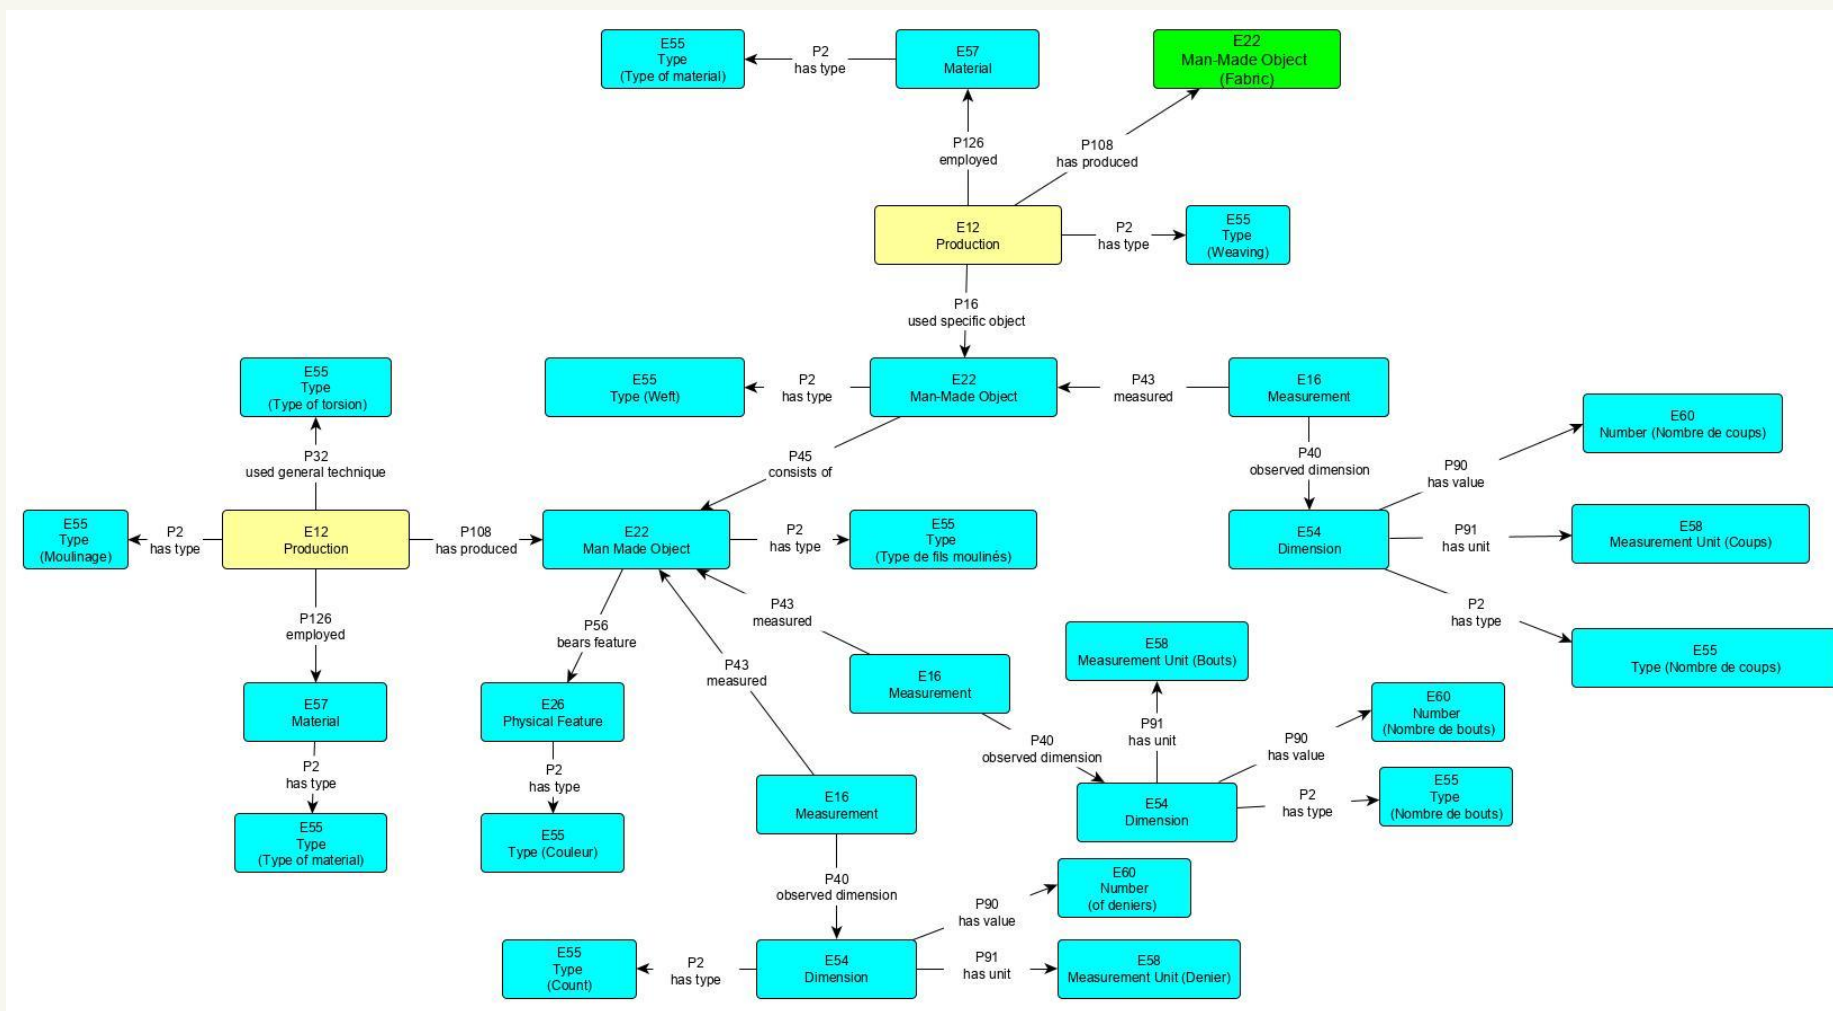 E55
Type
(Type of material)
P2
has type
E57
Material
E22
Man-Made Object
(Fabric)
P126
employed
P108
has produced
E12
Production
P2
has type
E55
Type
(Weaving)
P16
used specific object
E55
Type
(Type of torsion)
E55
Type (Weft)
P2
has type
E22
Man-Made Object
P43
measured
E16
Measurement
E60
Number (Nombre de coups)
P32
used general technique
P45
consists of
P40
observed dimension
P90
has value
E55
Type
(Moulinage)
P2
has type
E12
Production
P108
has produced
E22
Man Made Object
P2
has type
E55
Type
(Type de fils moulinés)
E54
Dimension
P91
has unit
E58
Measurement Unit (Coups)
P126
employed
P56
bears feature
P43
measured
P2
has type
P43
measured
E58
Measurement Unit (Bouts)
E55
Type (Nombre de coups)
E57
Material
E26
Physical Feature
E16
Measurement
E60
Number
(Nombre de bouts)
P91
has unit
P90
has value
P40
observed dimension
P2
has type
P2
has type
E16
Measurement
E54
Dimension
P2
has type
E55
Type
(Nombre de bouts)
E55
Type
(Type of material)
E55
Type (Couleur)
P40
observed dimension
E60
Number
(of deniers)
P90
has value
E55
Type
(Count)
P2
has type
E54
Dimension
P91
has unit
E58
Measurement Unit (Denier)